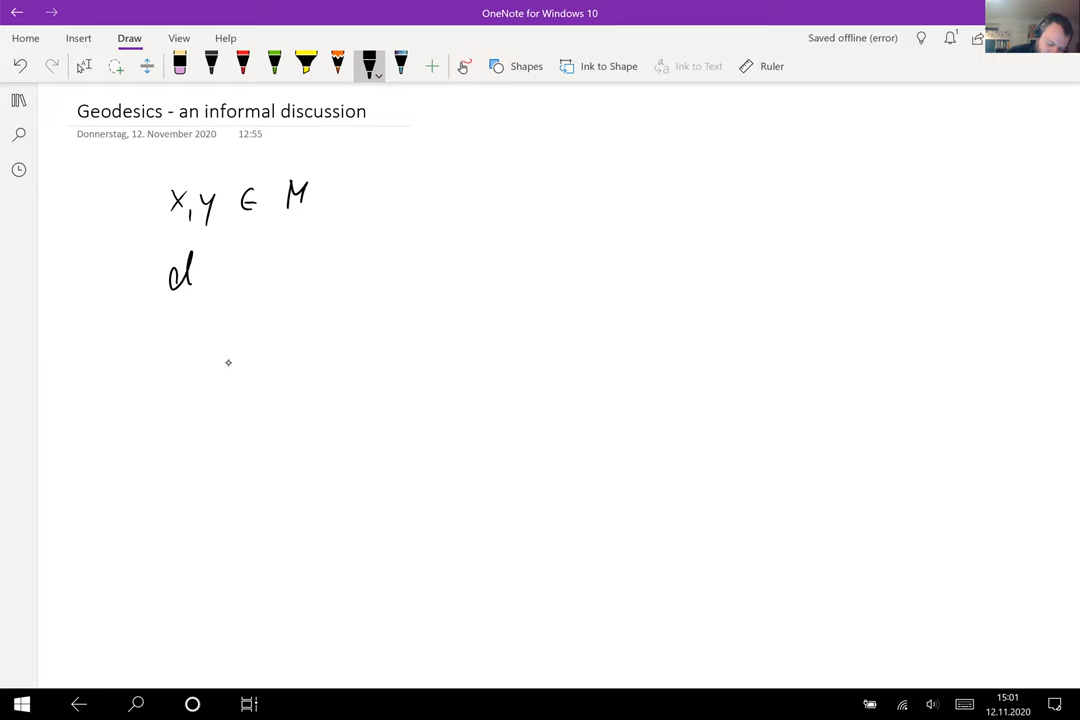 OneNote for Windows 10
Home Insert Draw View Help Saved offline (error) 1
Shapes Ink to Shape Ink to Text Ruler
Geodesics - an informal discussion
Donnerstag, 12. November 2020 12:55
x, y ∈ M
d
15:01
12.11.2020